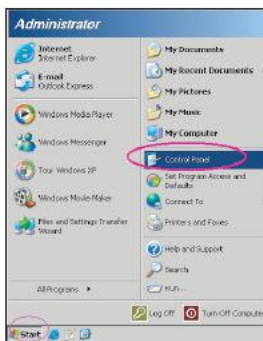 Administrator
Internet
Internet Explorer
E-mail
Outlook Express
Windows Media Player
Windows Messenger
Tour Windows XP
Windows Movie Maker
Files and Settings Transfer
Wizard
All Programs
My Documents
My Recent Documents
My Pictures
My Music
My Computer
Control Panel
Set Program Access and
Defaults
Connect To
Printers and Faxes
Help and Support
Search
Run...
Log Off
Turn Off Compute
Start